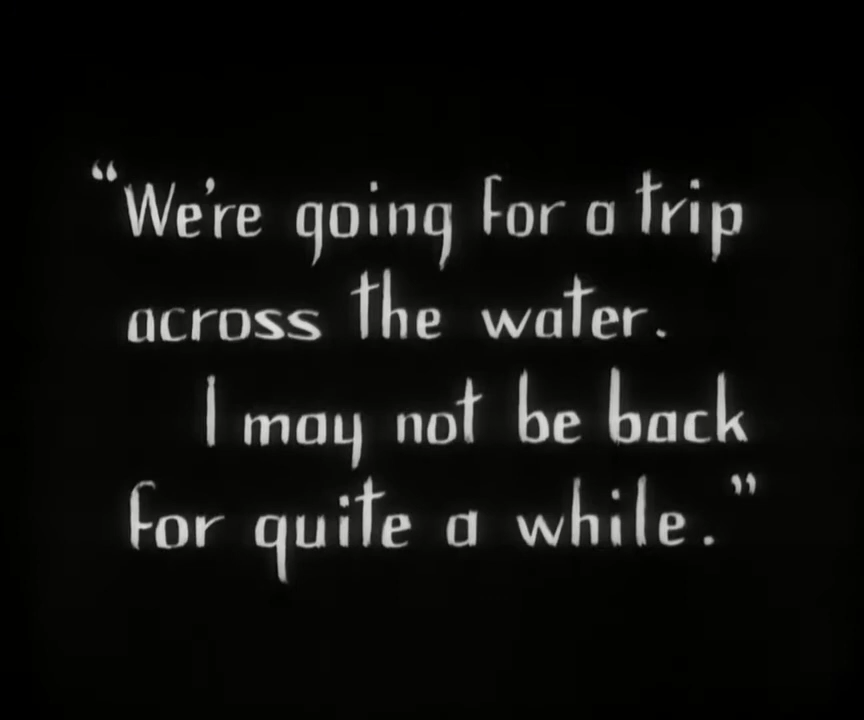 “We’re going for a trip
across the water.
I may not be back
for quite a while.”